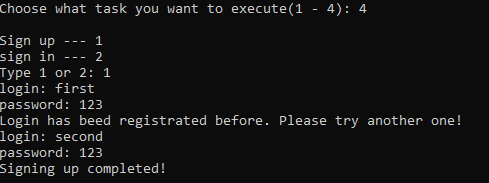 Choose what task you want to execute(1 - 4): 4
Sign up --- 1
sign in --- 2
Type 1 or 2: 1
login: first
password: 123
Login has beed registrated before. Please try another one!
login: second
password: 123
Signing up completed!